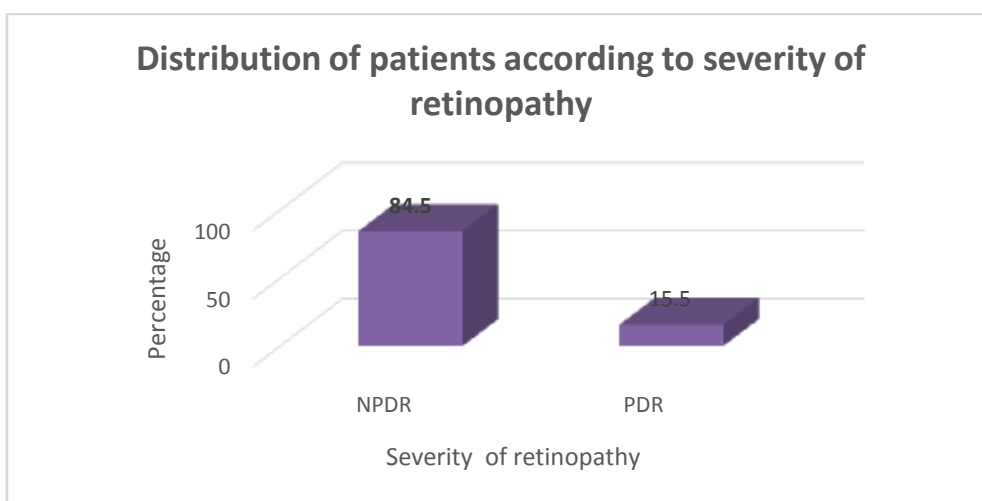 Distribution of patients according to severity of
retinopathy
84.5
100
15.5
50
0
Percentage
NPDR PDR
Severity of retinopathy